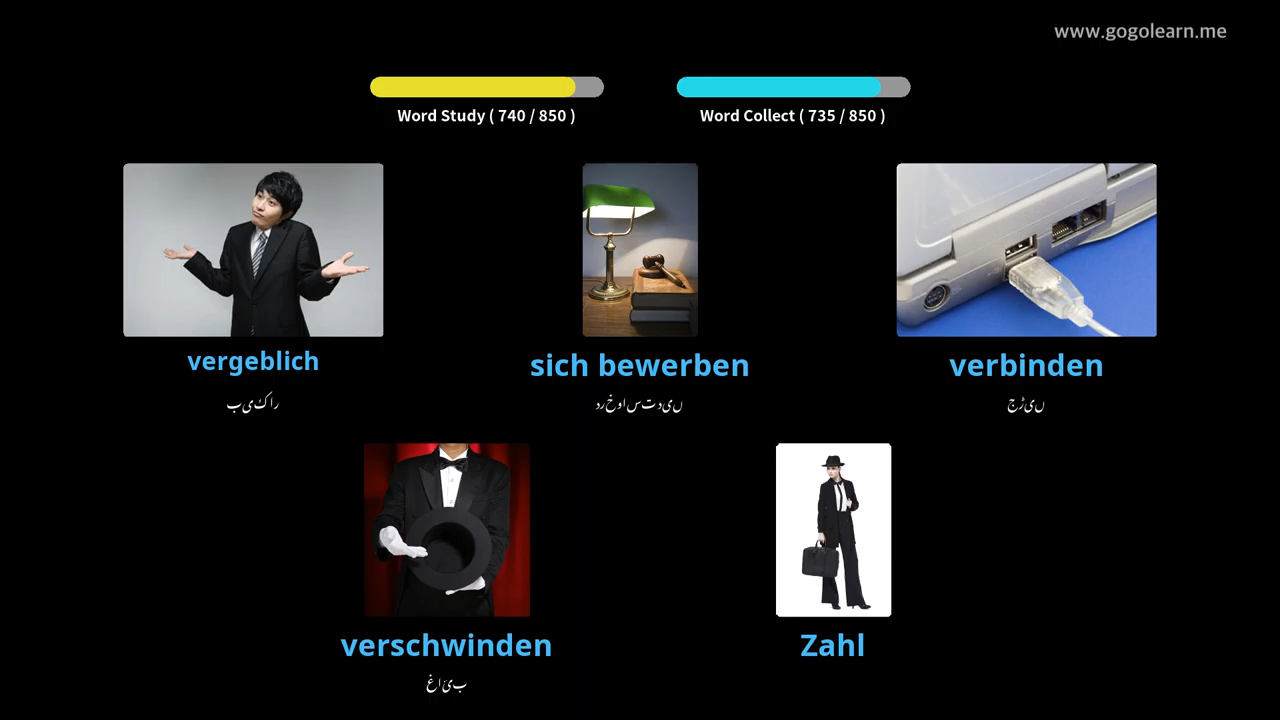 www.gogolearn.me
Word Study ( 740 / 850 )
Word Collect ( 735 / 850 )
vergeblich
راکیب
sich bewerben
ںیدتساوخرد
verbinden
ںیڑج
verschwinden
بئاغ
Zahl